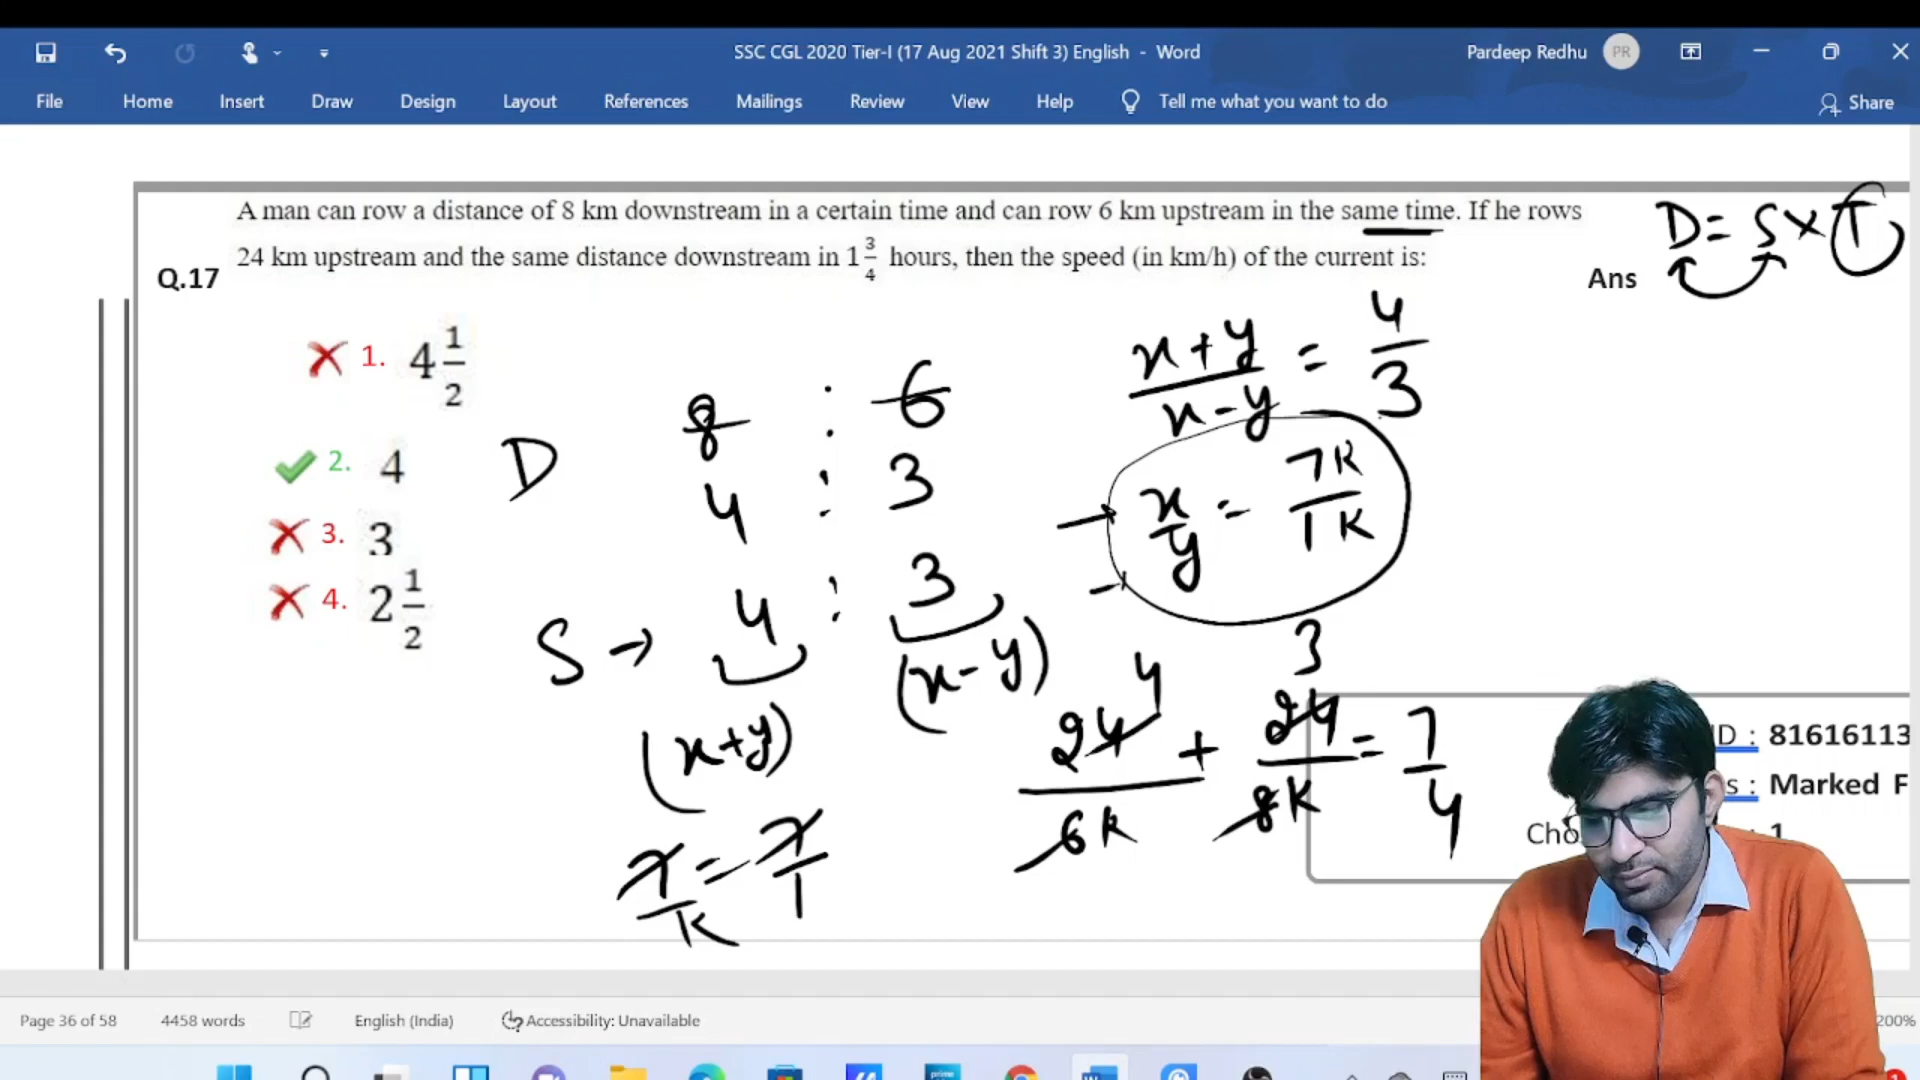 SSC CGL 2020 Tier-I (17 Aug 2021 Shift 3) English - Word Pardeep Redhu PR
File Home Insert Draw Design Layout References Mailings Review View Help Tell me what you want to do Share
A man can row a distance of 8 km downstream in a certain time and can row 6 km upstream in the same time. If he rows
24 km upstream and the same distance downstream in 1 3/4 hours, then the speed (in km/h) of the current is:
Q.17
Ans
D = S × T
1. 4 1/2
2. 4
3. 3
4. 2 1/2
D 8 : 6
4 : 3
S → 4 : 3
(x+y) (x-y)
7/K = 7/1
x+y/x-y = 4/3
→ x/y = 7K/1K
4 3
24/6K + 24/8K = 7/4
D : 81616113
s : Marked F
Cho 1
Page 36 of 58 4458 words English (India) Accessibility: Unavailable 200%
prime